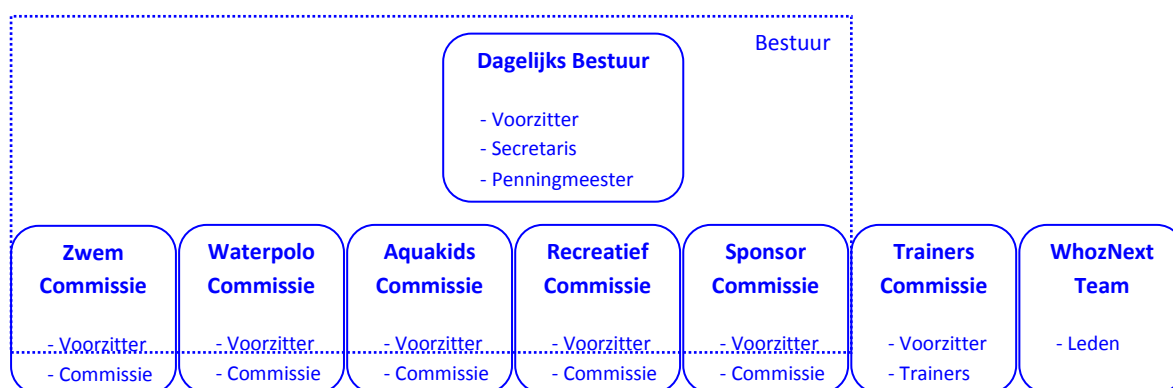 Bestuur
Dagelijks Bestuur
- Voorzitter
- Secretaris
- Penningmeester
Zwem
Commissie
- Voorzitter
- Commissie
Waterpolo
Commissie
- Voorzitter
- Commissie
Aquakids
Commissie
- Voorzitter
- Commissie
Recreatief
Commissie
- Voorzitter
- Commissie
Sponsor
Commissie
- Voorzitter
- Commissie
Trainers
Commissie
- Voorzitter
- Trainers
WhozNext
Team
- Leden